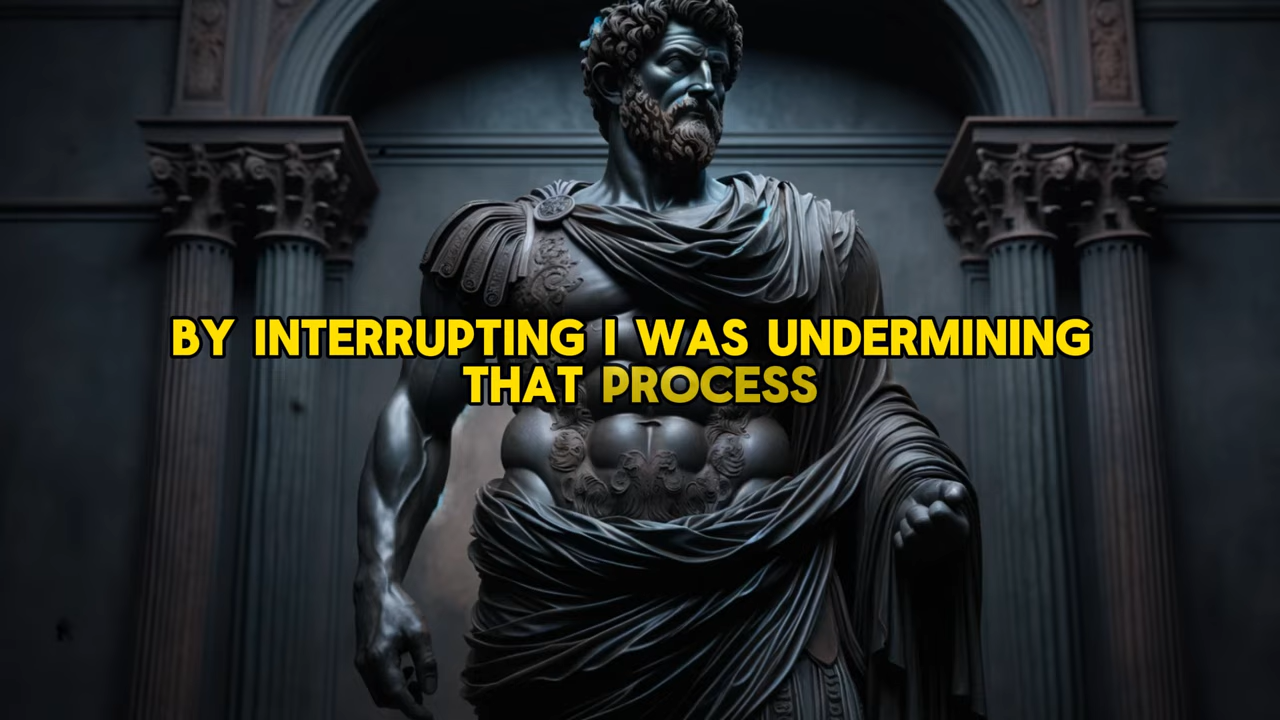 BY INTERRUPTING I WAS UNDERMINING
THAT PROCESS